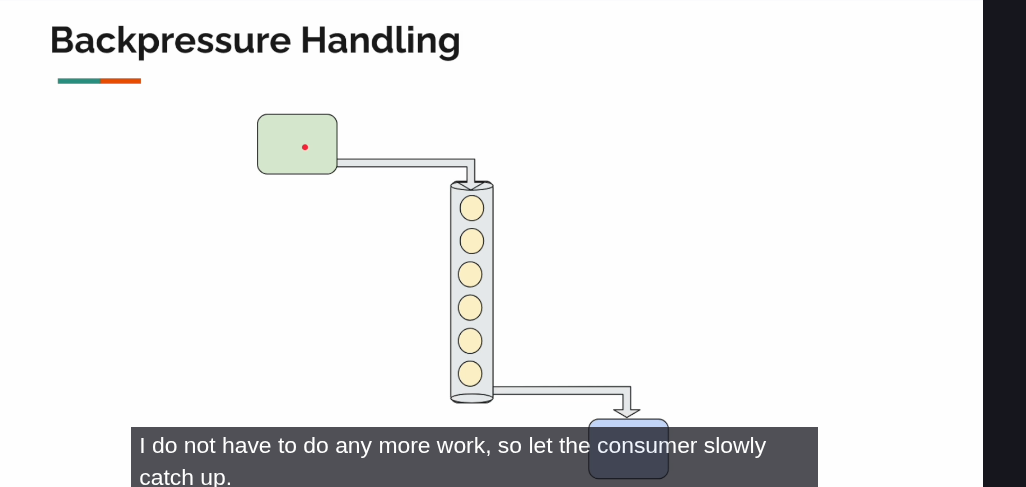 Backpressure Handling
I do not have to do any more work, so let the consumer slowly
catch up.